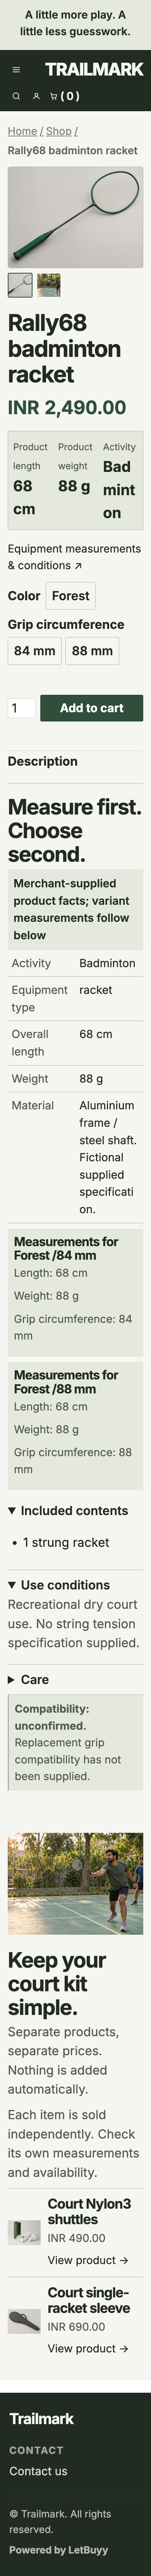 A little more play. A
little less guesswork.
TRAILMARK
( 0 )
Home / Shop /
Rally68 badminton racket
Rally68
badminton
racket
INR 2,490.00
Product
length
68
cm
Product
weight
88 g
Activity
Bad
mint
on
Equipment measurements
& conditions ↗
Color Forest
Grip circumference
84 mm 88 mm
1 Add to cart
Description
Measure first.
Choose
second.
Merchant-supplied
product facts; variant
measurements follow
below
Activity Badminton
Equipment racket
type
Overall 68 cm
length
Weight 88 g
Material Aluminium
frame /
steel shaft.
Fictional
supplied
specificati
on.
Measurements for
Forest /84 mm
Length: 68 cm
Weight: 88 g
Grip circumference: 84
mm
Measurements for
Forest /88 mm
Length: 68 cm
Weight: 88 g
Grip circumference: 88
mm
▼ Included contents
• 1 strung racket
▼ Use conditions
Recreational dry court
use. No string tension
specification supplied.
▶ Care
Compatibility:
unconfirmed.
Replacement grip
compatibility has not
been supplied.
Keep your
court kit
simple.
Separate products,
separate prices.
Nothing is added
automatically.
Each item is sold
independently. Check
its own measurements
and availability.
Court Nylon3
shuttles
INR 490.00
View product →
Court single-
racket sleeve
INR 690.00
View product →
Trailmark
CONTACT
Contact us
© Trailmark. All rights
reserved.
Powered by LetBuyy